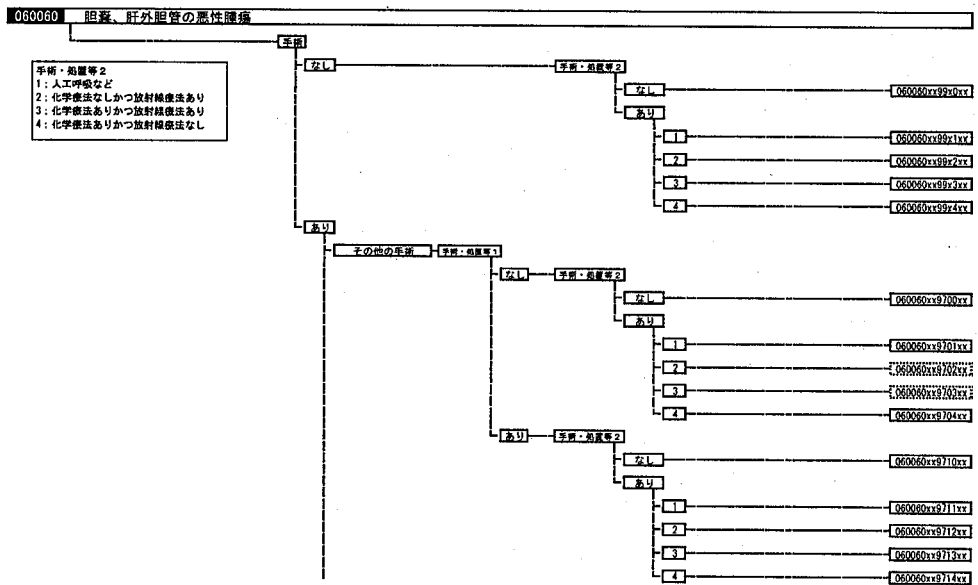 060060 胆嚢、肝外胆管の悪性腫瘍
手術
手術・処置等2
1:人工呼吸など
2:化学療法なしかつ放射線療法あり
3:化学療法ありかつ放射線療法あり
4:化学療法ありかつ放射線療法なし
なし 手術・処置等2
なし 060060xx99x0xx
あり
1 060060xx99x1xx
2 060060xx99x2xx
3 060060xx99x3xx
4 060060xx99x4xx
あり
その他の手術 手術・処置等1
なし 手術・処置等2
なし 060060xx9700xx
あり
1 060060xx9701xx
2 060060xx9702xx
3 060060xx9703xx
4 060060xx9704xx
あり 手術・処置等2
なし 060060xx9710xx
あり
1 060060xx9711xx
2 060060xx9712xx
3 060060xx9713xx
4 060060xx9714xx